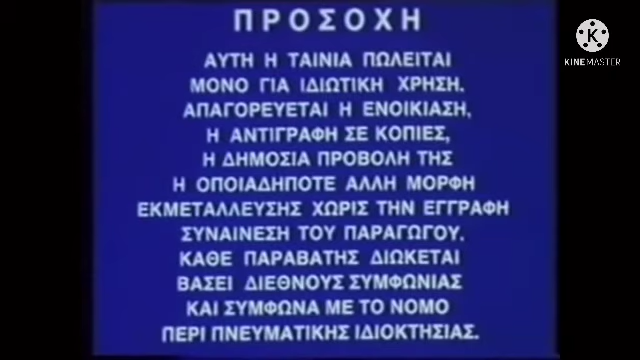 ΠΡΟΣΟΧΗ
ΑΥΤΗ Η ΤΑΙΝΙΑ ΠΩΛΕΙΤΑΙ
ΜΟΝΟ ΓΙΑ ΙΔΙΩΤΙΚΗ ΧΡΗΣΗ.
ΑΠΑΓΟΡΕΥΕΤΑΙ Η ΕΝΟΙΚΙΑΣΗ,
Η ΑΝΤΙΓΡΑΦΗ ΣΕ ΚΟΠΙΕΣ,
Η ΔΗΜΟΣΙΑ ΠΡΟΒΟΛΗ ΤΗΣ
Η ΟΠΟΙΑΔΗΠΟΤΕ ΑΛΛΗ ΜΟΡΦΗ
ΕΚΜΕΤΑΛΛΕΥΣΗΣ ΧΩΡΙΣ ΤΗΝ ΕΓΓΡΑΦΗ
ΣΥΝΑΙΝΕΣΗ ΤΟΥ ΠΑΡΑΓΩΓΟΥ.
ΚΑΘΕ ΠΑΡΑΒΑΤΗΣ ΔΙΩΚΕΤΑΙ
ΒΑΣΕΙ ΔΙΕΘΝΟΥΣ ΣΥΜΦΩΝΙΑΣ
ΚΑΙ ΣΥΜΦΩΝΑ ΜΕ ΤΟ ΝΟΜΟ
ΠΕΡΙ ΠΝΕΥΜΑΤΙΚΗΣ ΙΔΙΟΚΤΗΣΙΑΣ.
K
KINEMASTER